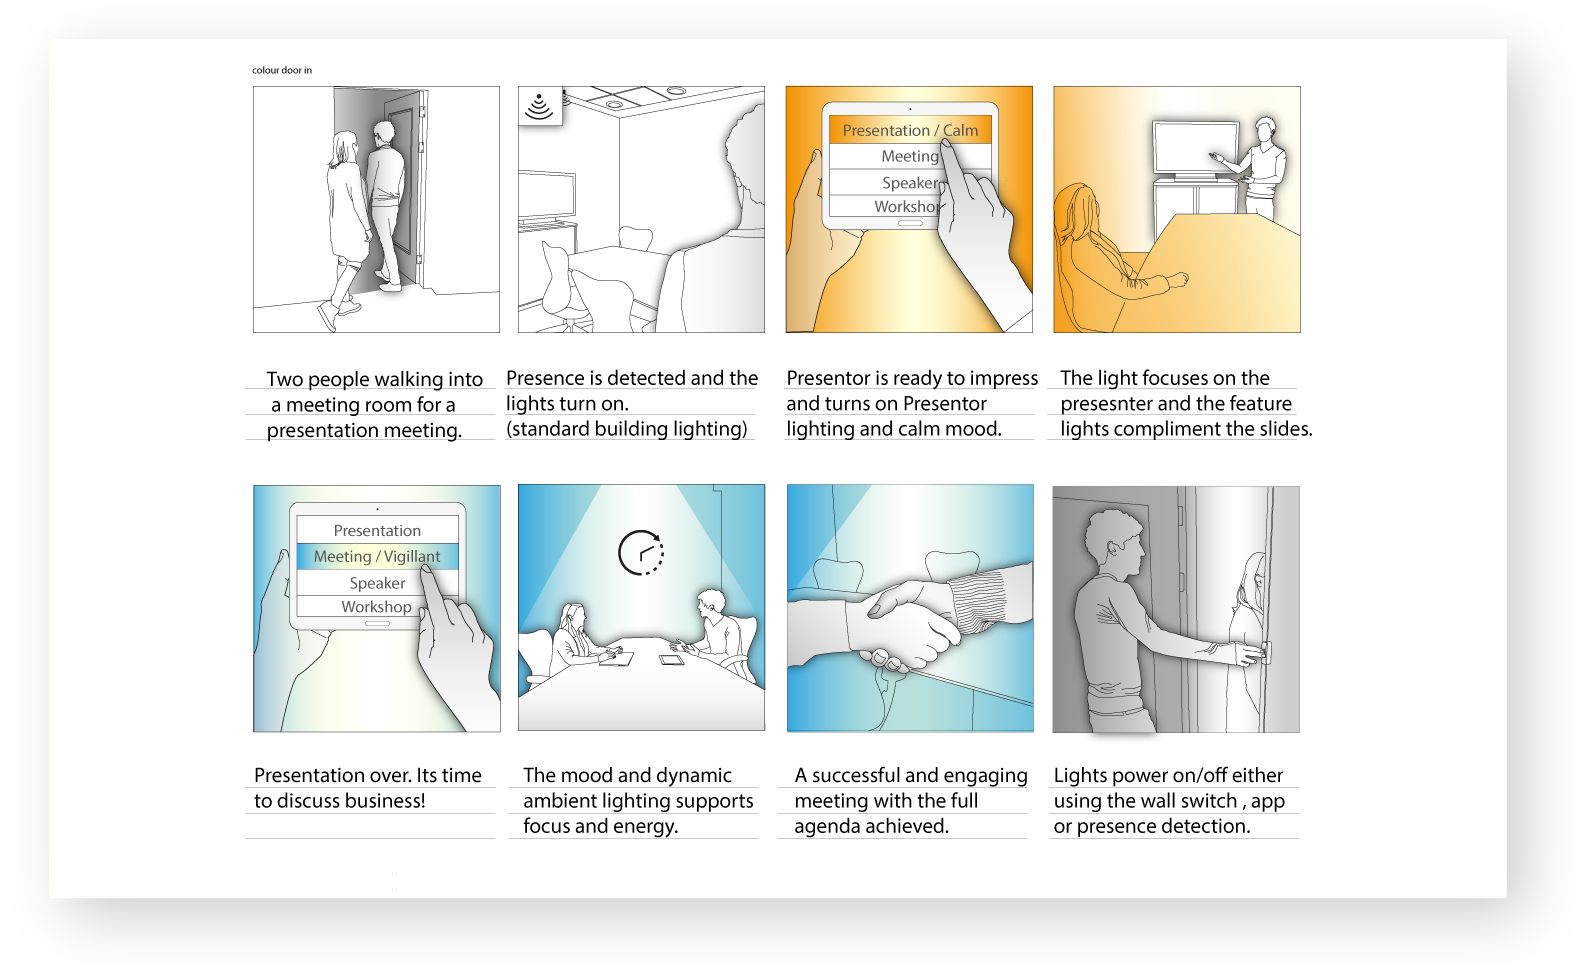 colour door in
Presentation / Calm
Meeting
Speaker
Workshop
Two people walking into
a meeting room for a
presentation meeting.
Presence is detected and the
lights turn on.
(standard building lighting)
Presentor is ready to impress
and turns on Presentor
lighting and calm mood.
The light focuses on the
presesnter and the feature
lights compliment the slides.
Presentation
Meeting / Vigillant
Speaker
Workshop
Presentation over. Its time
to discuss business!
The mood and dynamic
ambient lighting supports
focus and energy.
A successful and engaging
meeting with the full
agenda achieved.
Lights power on/off either
using the wall switch , app
or presence detection.